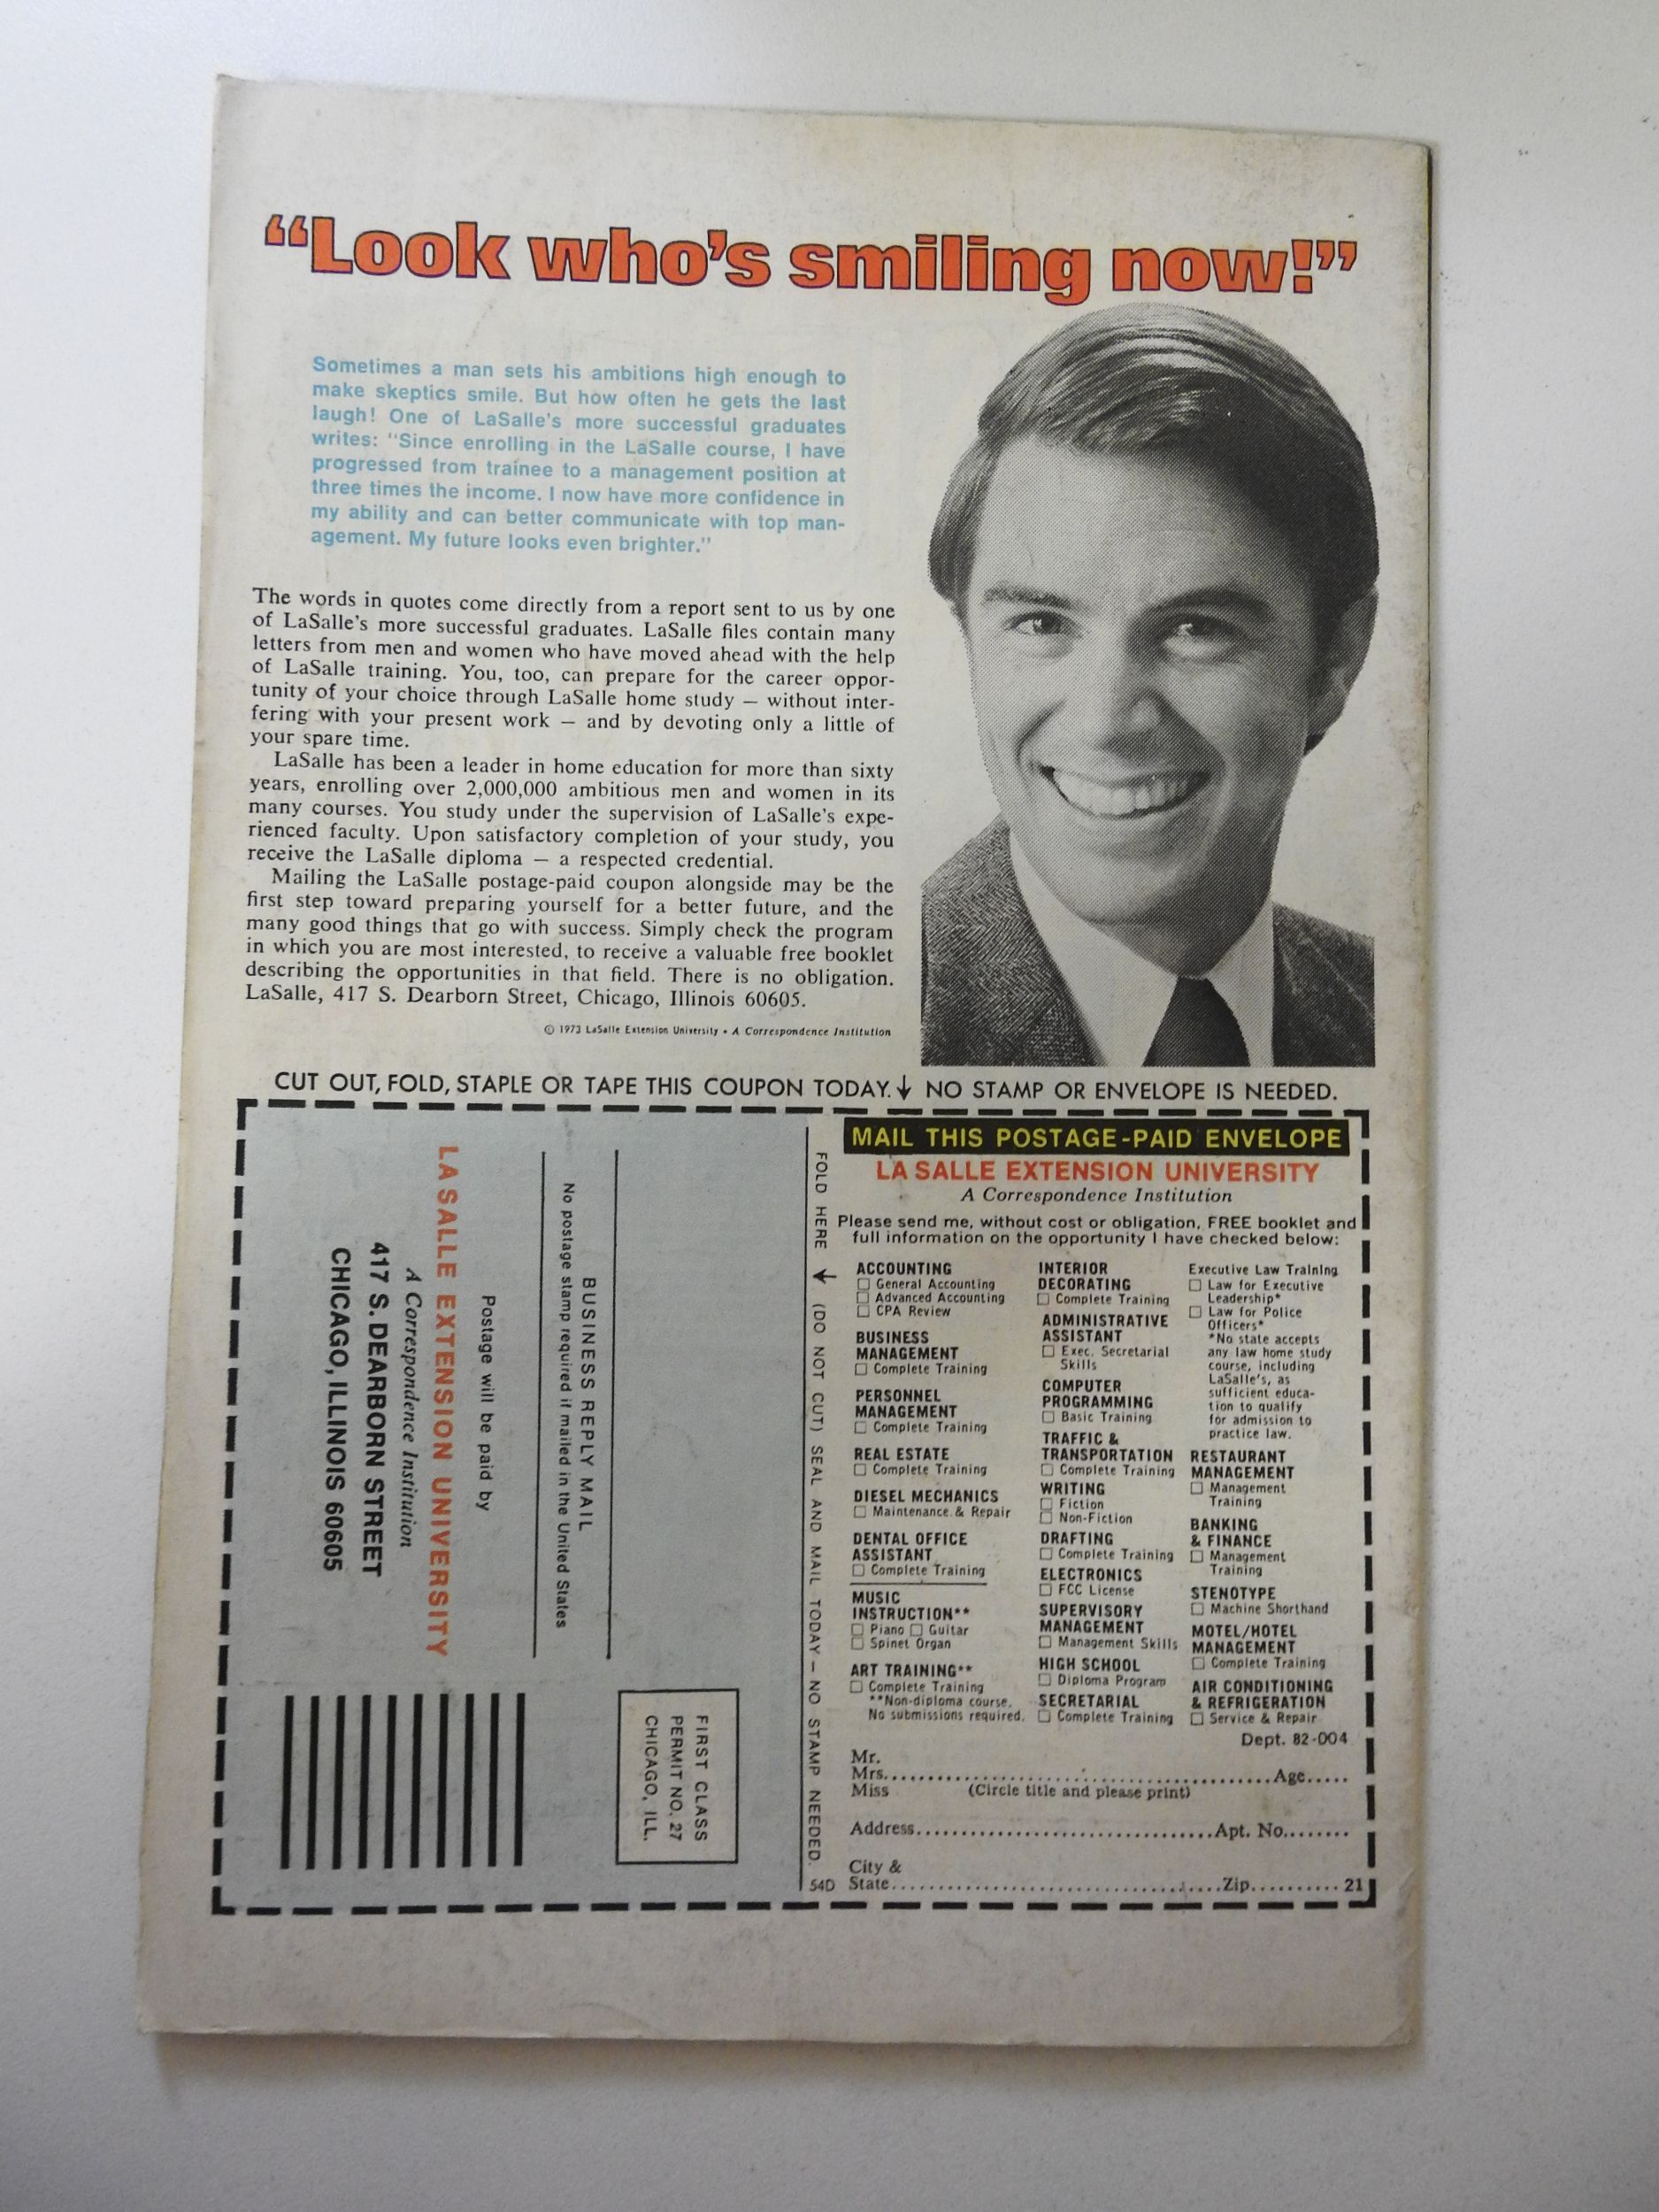 “Look who’s smiling now!”
Sometimes a man sets his ambitions high enough to
make skeptics smile. But how often he gets the last
laugh! One of LaSalle's more successful graduates
writes: "Since enrolling in the LaSalle course, I have
progressed from trainee to a management position at
three times the income. I now have more confidence in
my ability and can better communicate with top man-
agement. My future looks even brighter."
The words in quotes come directly from a report sent to us by one
of LaSalle's more successful graduates. LaSalle files contain many
letters from men and women who have moved ahead with the help
of LaSalle training. You, too, can prepare for the career oppor-
tunity of your choice through LaSalle home study — without inter-
fering with your present work — and by devoting only a little of
your spare time.
LaSalle has been a leader in home education for more than sixty
years, enrolling over 2,000,000 ambitious men and women in its
many courses. You study under the supervision of LaSalle's expe-
rienced faculty. Upon satisfactory completion of your study, you
receive the LaSalle diploma — a respected credential.
Mailing the LaSalle postage-paid coupon alongside may be the
first step toward preparing yourself for a better future, and the
many good things that go with success. Simply check the program
in which you are most interested, to receive a valuable free booklet
describing the opportunities in that field. There is no obligation.
LaSalle, 417 S. Dearborn Street, Chicago, Illinois 60605.
© 1973 LaSalle Extension University • A Correspondence Institution
CUT OUT, FOLD, STAPLE OR TAPE THIS COUPON TODAY. ↓ NO STAMP OR ENVELOPE IS NEEDED.
FIRST CLASS
PERMIT NO. 27
CHICAGO, ILL.
BUSINESS REPLY MAIL
No postage stamp required if mailed in the United States
Postage will be paid by
LA SALLE EXTENSION UNIVERSITY
A Correspondence Institution
417 S. DEARBORN STREET
CHICAGO, ILLINOIS 60605
FOLD HERE ↓ (DO NOT CUT) SEAL AND MAIL TODAY — NO STAMP NEEDED.
54D
MAIL THIS POSTAGE-PAID ENVELOPE
LA SALLE EXTENSION UNIVERSITY
A Correspondence Institution
Please send me, without cost or obligation, FREE booklet and
full information on the opportunity I have checked below:
ACCOUNTING
☐ General Accounting
☐ Advanced Accounting
☐ CPA Review
BUSINESS
MANAGEMENT
☐ Complete Training
PERSONNEL
MANAGEMENT
☐ Complete Training
REAL ESTATE
☐ Complete Training
DIESEL MECHANICS
☐ Maintenance & Repair
DENTAL OFFICE
ASSISTANT
☐ Complete Training
MUSIC
INSTRUCTION**
☐ Piano ☐ Guitar
☐ Spinet Organ
ART TRAINING**
☐ Complete Training
**Non-diploma course.
No submissions required.
INTERIOR
DECORATING
☐ Complete Training
ADMINISTRATIVE
ASSISTANT
☐ Exec. Secretarial
Skills
COMPUTER
PROGRAMMING
☐ Basic Training
TRAFFIC &
TRANSPORTATION
☐ Complete Training
WRITING
☐ Fiction
☐ Non-Fiction
DRAFTING
☐ Complete Training
ELECTRONICS
☐ FCC License
SUPERVISORY
MANAGEMENT
☐ Management Skills
HIGH SCHOOL
☐ Diploma Program
SECRETARIAL
☐ Complete Training
Executive Law Training
☐ Law for Executive
Leadership*
☐ Law for Police
Officers*
*No state accepts
any law home study
course, including
LaSalle's, as
sufficient educa-
tion to qualify
for admission to
practice law.
RESTAURANT
MANAGEMENT
☐ Management
Training
BANKING
& FINANCE
☐ Management
Training
STENOTYPE
☐ Machine Shorthand
MOTEL/HOTEL
MANAGEMENT
☐ Complete Training
AIR CONDITIONING
& REFRIGERATION
☐ Service & Repair
Dept. 82-004
Mr.
Mrs. Age
Miss (Circle title and please print)
Address Apt. No.
City &
State Zip 21